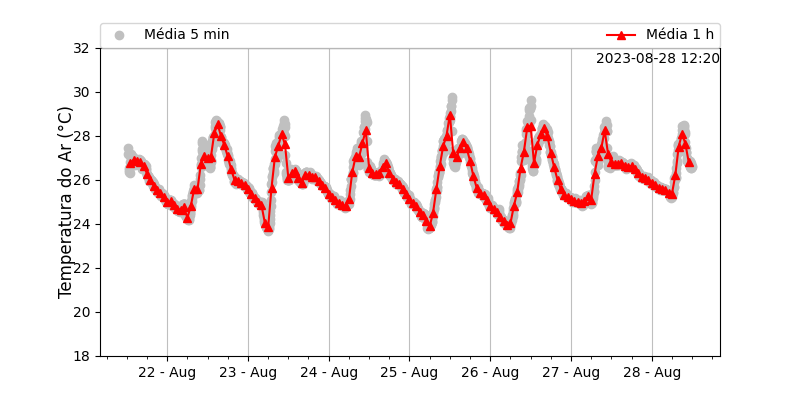 Média 5 min
Média 1 h
2023-08-28 12:20
Temperatura do Ar (°C)
32
30
28
26
24
22
20
18
22 - Aug
23 - Aug
24 - Aug
25 - Aug
26 - Aug
27 - Aug
28 - Aug